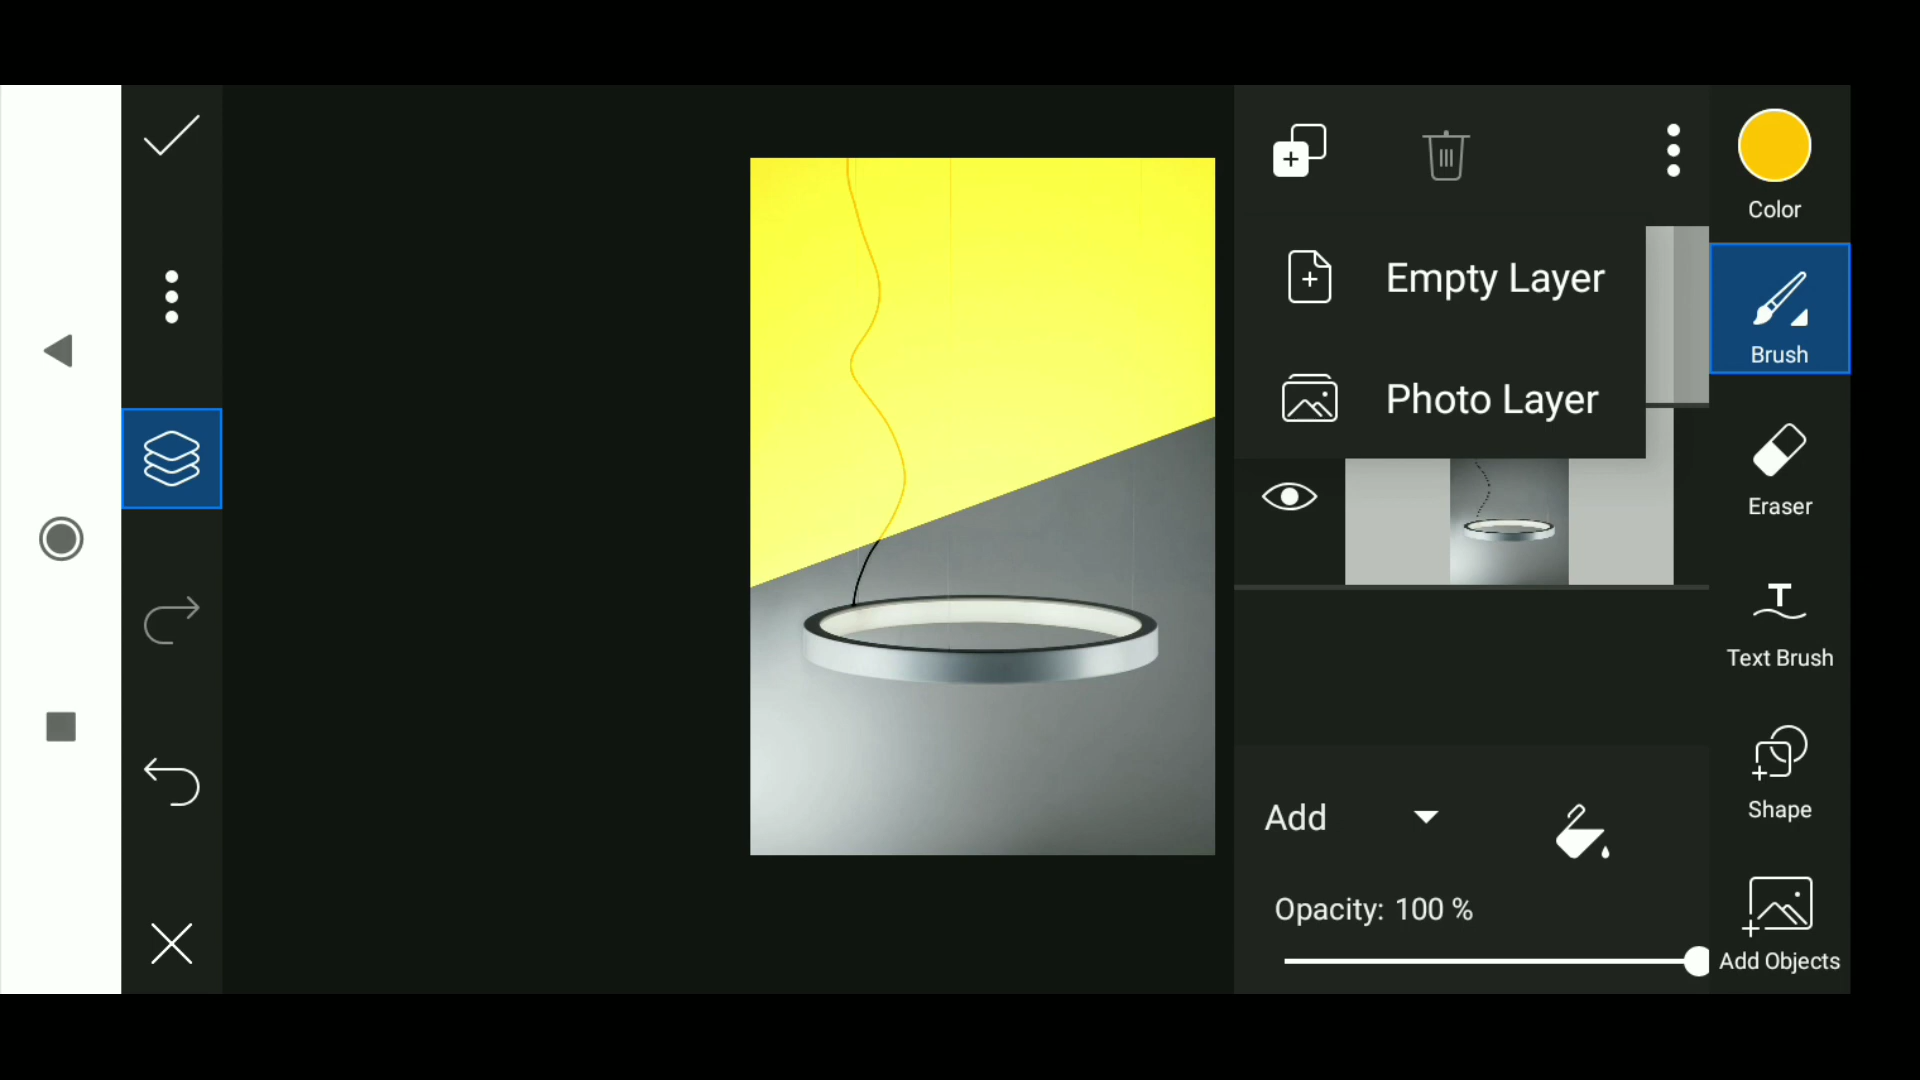 Color
Empty Layer
Brush
Photo Layer
Eraser
Text Brush
Shape
Add
Opacity: 100 %
Add Objects